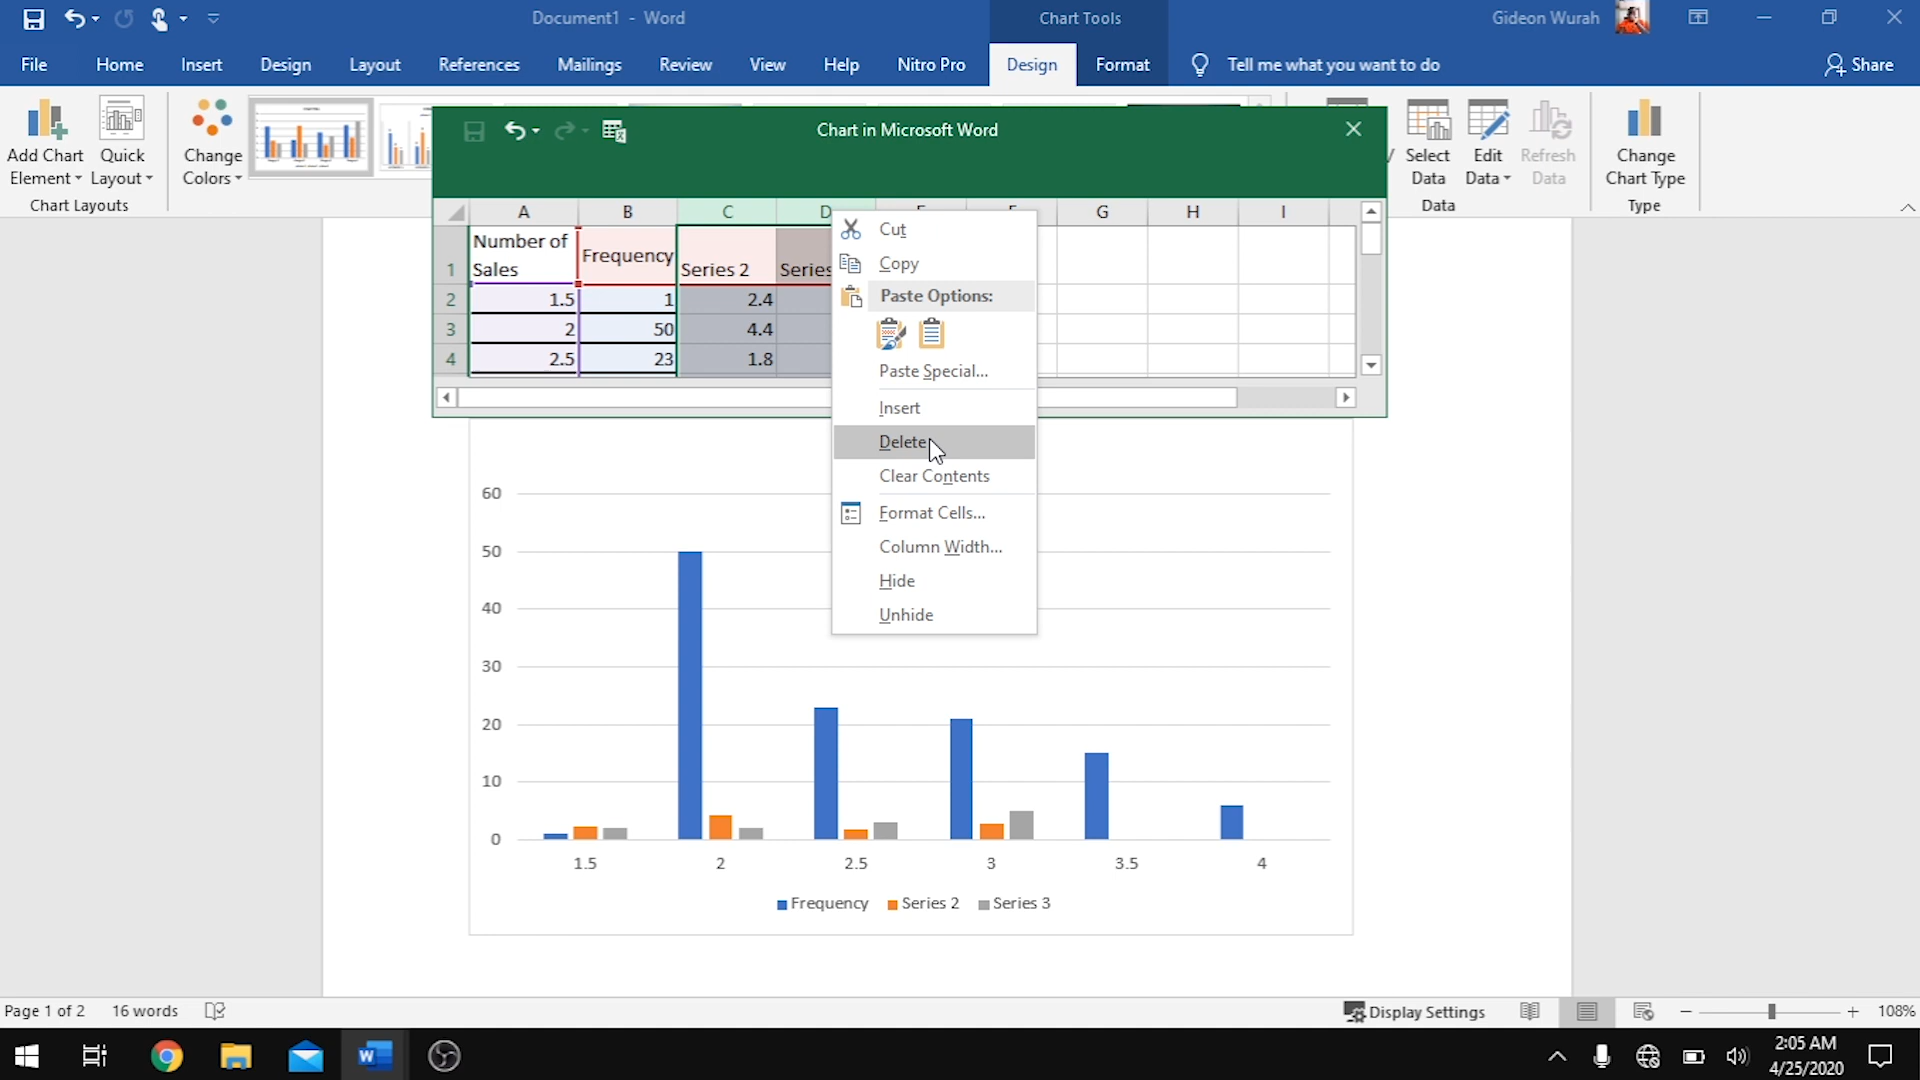 Document1 - Word
Chart Tools
Gideon Wurah
File Home Insert Design Layout References Mailings Review View Help Nitro Pro Design Format Tell me what you want to do Share
Add Chart Element
Quick Layout
Change Colors
Chart Layouts
Select Data
Edit Data
Refresh Data
Data
Change Chart Type
Type
Chart in Microsoft Word
A B C D G H I
1 Number of Sales Frequency Series 2 Series
2 1.5 1 2.4
3 2 50 4.4
4 2.5 23 1.8
Cut
Copy
Paste Options:
Paste Special...
Insert
Delete
Clear Contents
Format Cells...
Column Width...
Hide
Unhide
60
50
40
30
20
10
0
1.5 2 2.5 3 3.5 4
Frequency Series 2 Series 3
Page 1 of 2 16 words Display Settings 108%
2:05 AM
4/25/2020